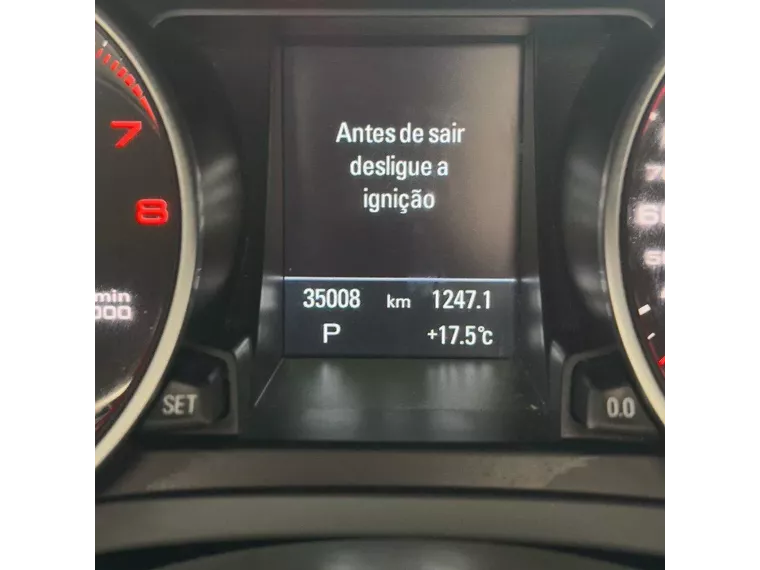 Antes de sair
desligue a
ignição
35008 km 1247.1
P +17.5°C
7
8
SET
0.0